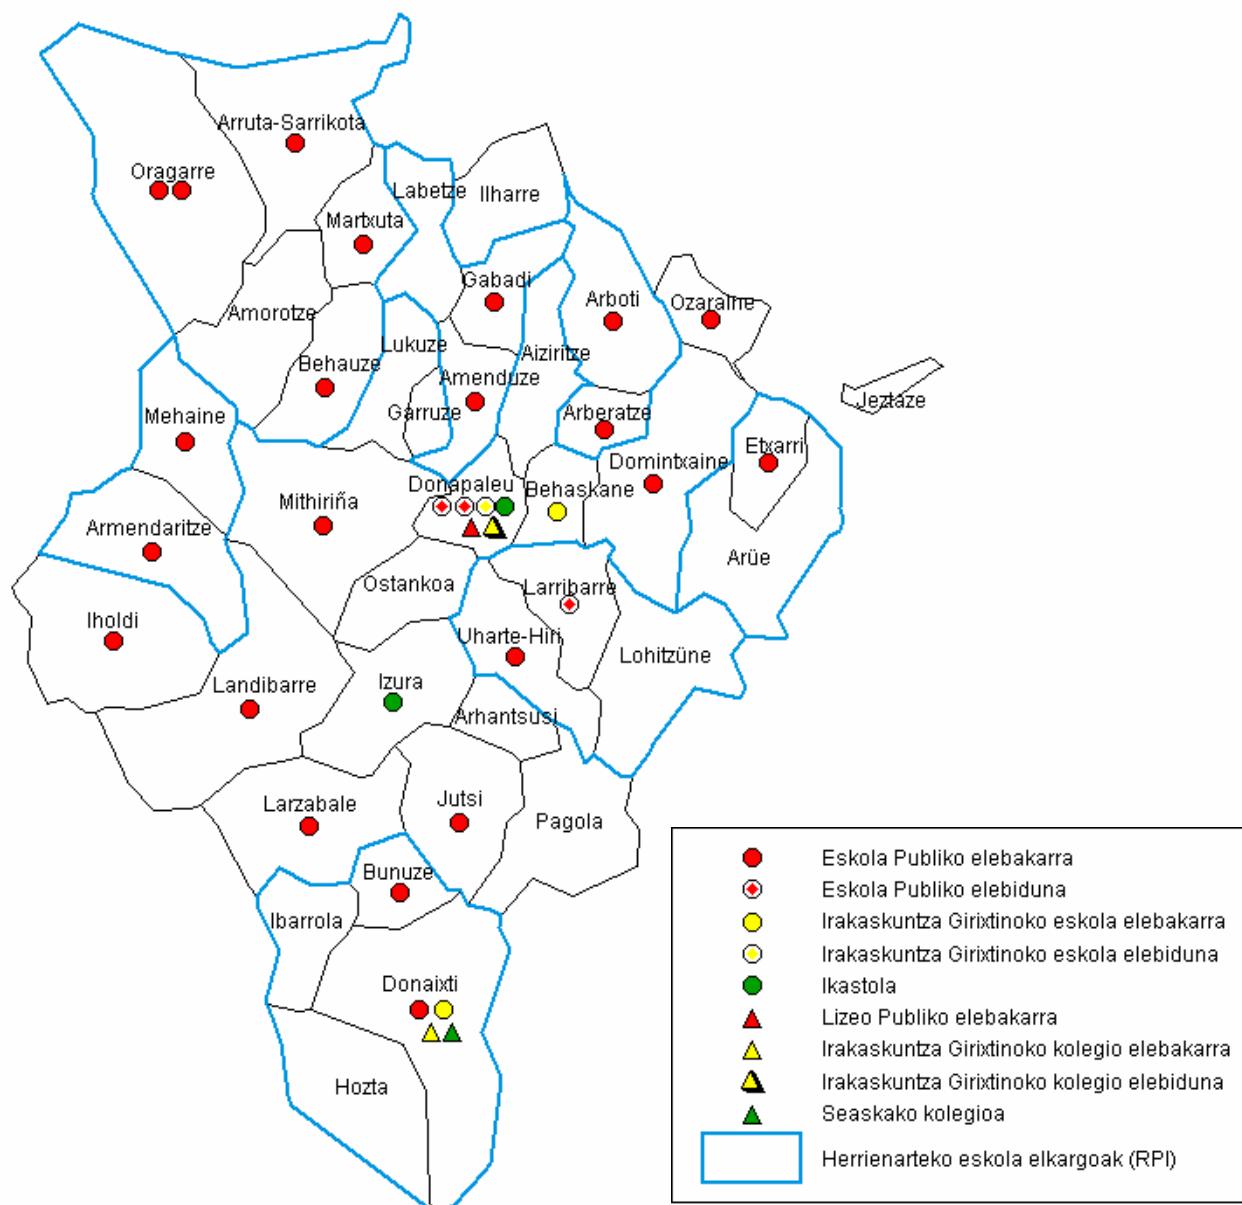 Arruta-Sarrikota
Oragarre
Labetze
Ilharre
Martxuta
Gabadi
Arboti
Ozaraine
Amorotze
Lukuze
Aiziritze
Behauze
Amenduze
Jeztaze
Mehaine
Garruze
Arberatze
Etxarri
Domintxaine
Donapaleu
Behaskane
Mithiriña
Armendaritze
Arüe
Ostankoa
Larribarre
Iholdi
Uharte-Hiri
Lohitzüne
Landibarre
Izura
Arhantsusi
Larzabale
Jutsi
Pagola
Bunuze
Ibarrola
Donaixti
Hozta
Eskola Publiko elebakarra
Eskola Publiko elebiduna
Irakaskuntza Girixtinoko eskola elebakarra
Irakaskuntza Girixtinoko eskola elebiduna
Ikastola
Lizeo Publiko elebakarra
Irakaskuntza Girixtinoko kolegio elebakarra
Irakaskuntza Girixtinoko kolegio elebiduna
Seaskako kolegioa
Herrienarteko eskola elkargoak (RPI)